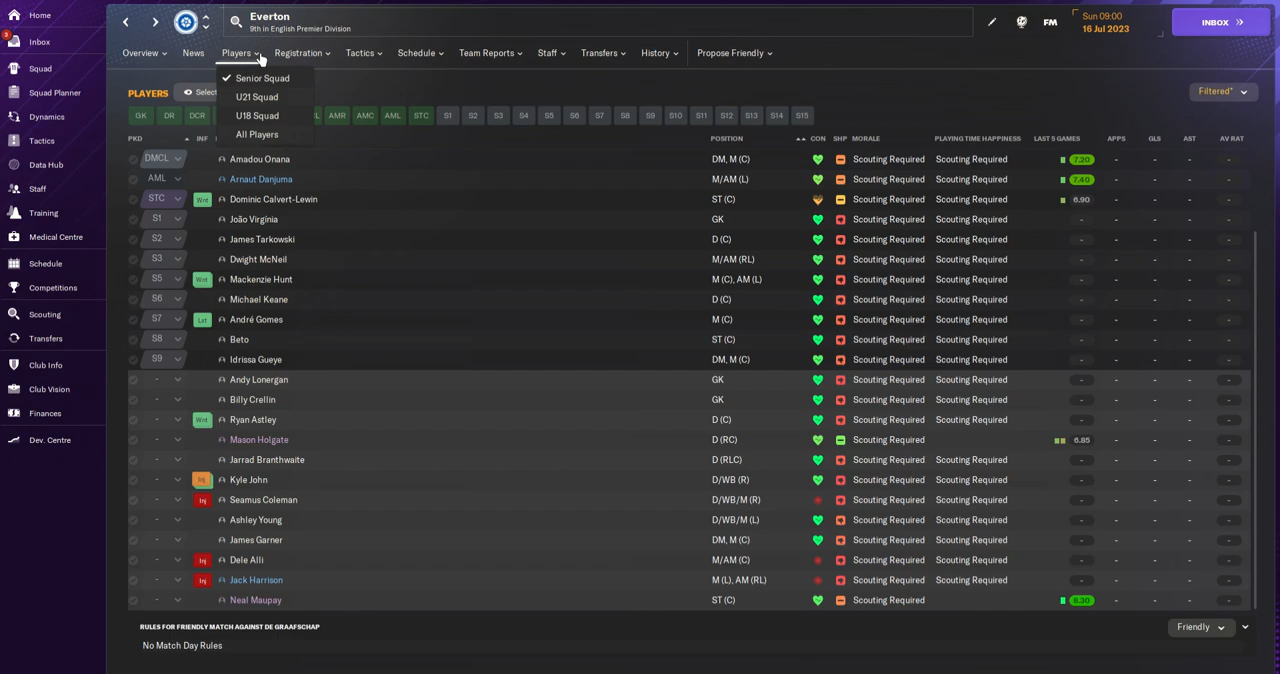 Home
3
Inbox
Squad
Squad Planner
Dynamics
Tactics
Data Hub
Staff
Training
Medical Centre
Schedule
Competitions
Scouting
Transfers
Club Info
Club Vision
Finances
Dev. Centre
Everton
9th in English Premier Division
FM
Sun 09:00
16 Jul 2023
INBOX
Overview News Players Registration Tactics Schedule Team Reports Staff Transfers History Propose Friendly
Senior Squad
U21 Squad
U18 Squad
All Players
PLAYERS Select Filtered*
GK DR DCR CL AMR AMC AML STC S1 S2 S3 S4 S5 S6 S7 S8 S9 S10 S11 S12 S13 S14 S15
PKD INF POSITION CON SHP MORALE PLAYING TIME HAPPINESS LAST 5 GAMES APPS GLS AST AV RAT
DMCL Amadou Onana DM, M (C) Scouting Required Scouting Required 7.20 - - - -
AML Arnaut Danjuma M/AM (L) Scouting Required Scouting Required 7.40 - - - -
STC Wnt Dominic Calvert-Lewin ST (C) Scouting Required Scouting Required 6.90 - - - -
S1 João Virgínia GK Scouting Required Scouting Required - - - - -
S2 James Tarkowski D (C) Scouting Required Scouting Required - - - - -
S3 Dwight McNeil M/AM (RL) Scouting Required Scouting Required - - - - -
S5 Wnt Mackenzie Hunt M (C), AM (L) Scouting Required Scouting Required - - - - -
S6 Michael Keane D (C) Scouting Required Scouting Required - - - - -
S7 Lst André Gomes M (C) Scouting Required Scouting Required - - - - -
S8 Beto ST (C) Scouting Required Scouting Required - - - - -
S9 Idrissa Gueye DM, M (C) Scouting Required Scouting Required - - - - -
- Andy Lonergan GK Scouting Required Scouting Required - - - - -
- Billy Crellin GK Scouting Required Scouting Required - - - - -
- Wnt Ryan Astley D (C) Scouting Required Scouting Required - - - - -
- Mason Holgate D (RC) Scouting Required 6.85 - - - -
- Jarrad Branthwaite D (RLC) Scouting Required Scouting Required - - - - -
- Inj Kyle John D/WB (R) Scouting Required Scouting Required - - - - -
- Inj Seamus Coleman D/WB/M (R) Scouting Required Scouting Required - - - - -
- Ashley Young D/WB/M (L) Scouting Required Scouting Required - - - - -
- James Garner DM, M (C) Scouting Required Scouting Required - - - - -
- Inj Dele Alli M/AM (C) Scouting Required Scouting Required - - - - -
- Inj Jack Harrison M (L), AM (RL) Scouting Required Scouting Required - - - - -
- Neal Maupay ST (C) Scouting Required 8.30 - - - -
RULES FOR FRIENDLY MATCH AGAINST DE GRAAFSCHAP Friendly
No Match Day Rules